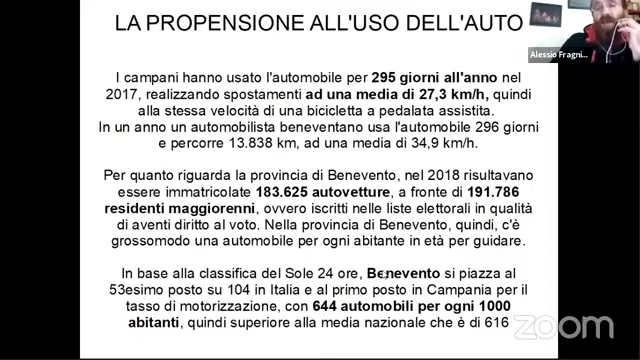 LA PROPENSIONE ALL'USO DELL'AUTO
Alessio Fragni...
I campani hanno usato l'automobile per 295 giorni all'anno nel
2017, realizzando spostamenti ad una media di 27,3 km/h, quindi
alla stessa velocità di una bicicletta a pedalata assistita.
In un anno un automobilista beneventano usa l'automobile 296 giorni
e percorre 13.838 km, ad una media di 34,9 km/h.
Per quanto riguarda la provincia di Benevento, nel 2018 risultavano
essere immatricolate 183.625 autovetture, a fronte di 191.786
residenti maggiorenni, ovvero iscritti nelle liste elettorali in qualità
di aventi diritto al voto. Nella provincia di Benevento, quindi, c'è
grossomodo una automobile per ogni abitante in età per guidare.
In base alla classifica del Sole 24 ore, Benevento si piazza al
53esimo posto su 104 in Italia e al primo posto in Campania per il
tasso di motorizzazione, con 644 automobili per ogni 1000
abitanti, quindi superiore alla media nazionale che è di 616
zoom